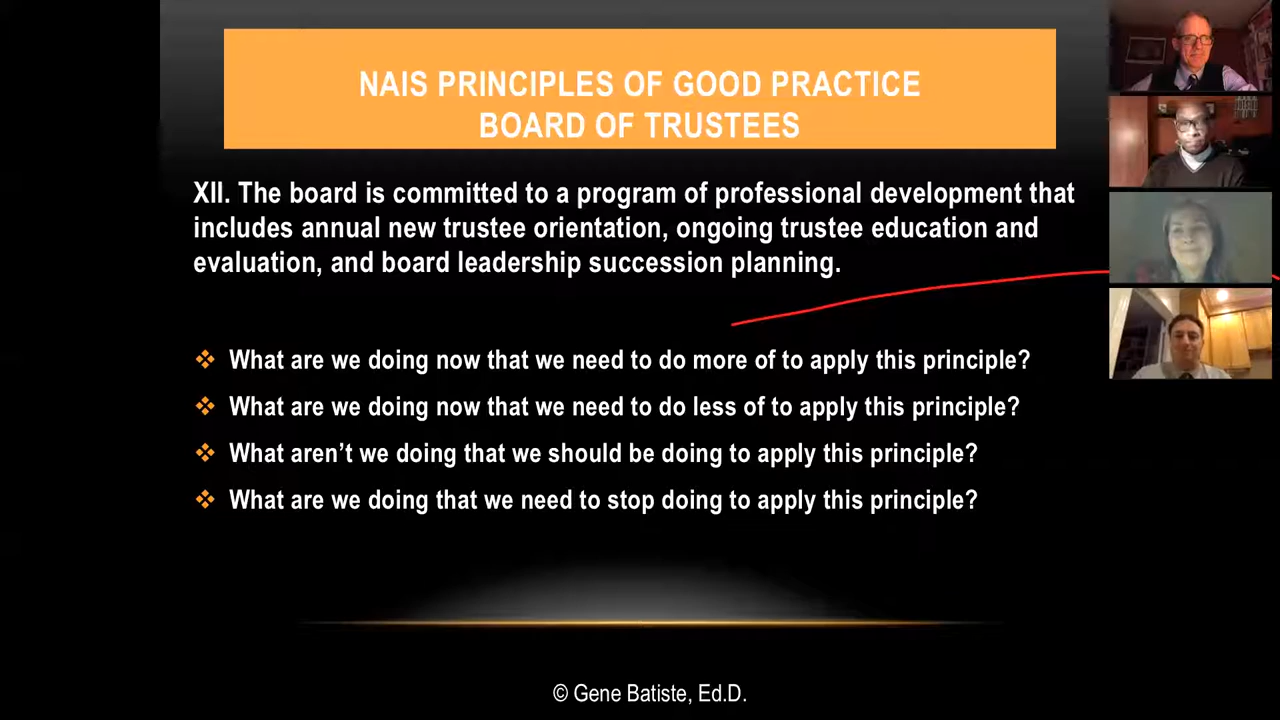 NAIS PRINCIPLES OF GOOD PRACTICE
BOARD OF TRUSTEES
XII. The board is committed to a program of professional development that
includes annual new trustee orientation, ongoing trustee education and
evaluation, and board leadership succession planning.
❖ What are we doing now that we need to do more of to apply this principle?
❖ What are we doing now that we need to do less of to apply this principle?
❖ What aren’t we doing that we should be doing to apply this principle?
❖ What are we doing that we need to stop doing to apply this principle?
© Gene Batiste, Ed.D.